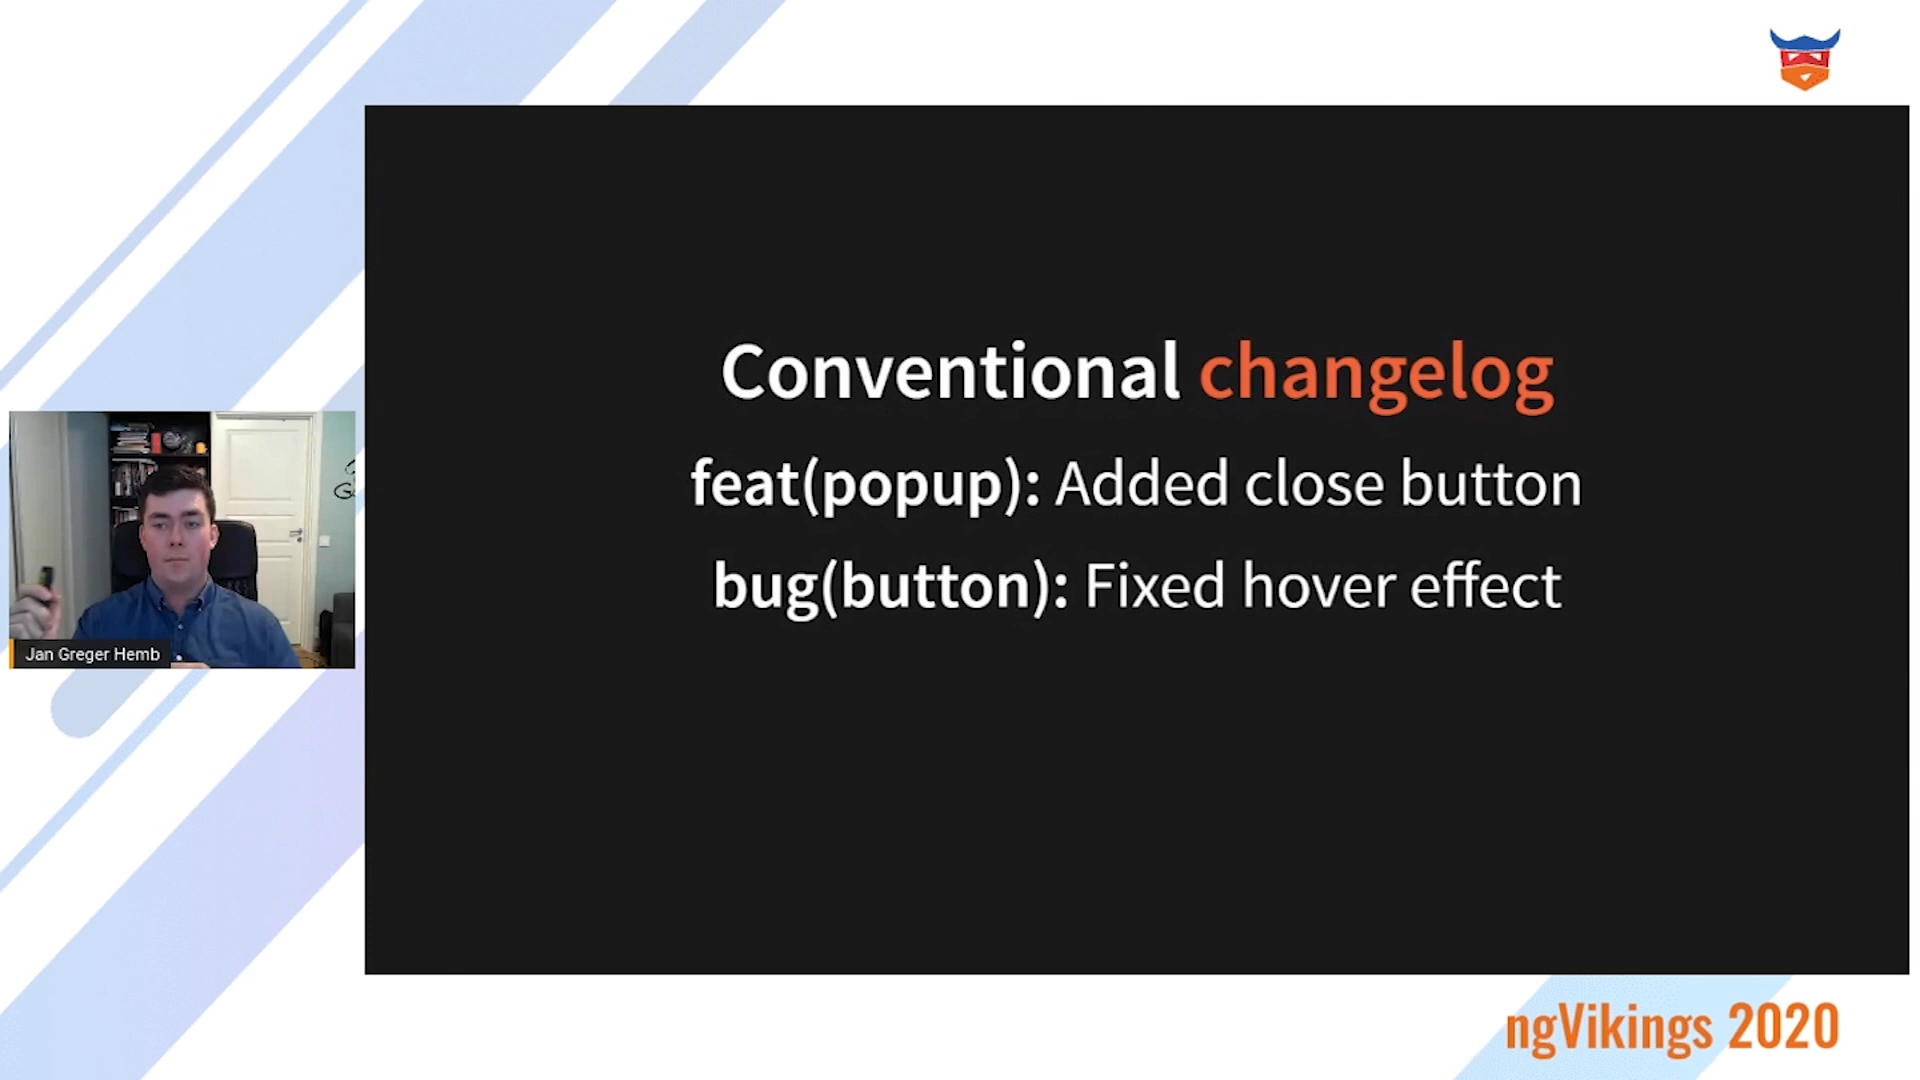 Conventional changelog
feat(popup): Added close button
bug(button): Fixed hover effect
Jan Greger Hemb
ngVikings 2020